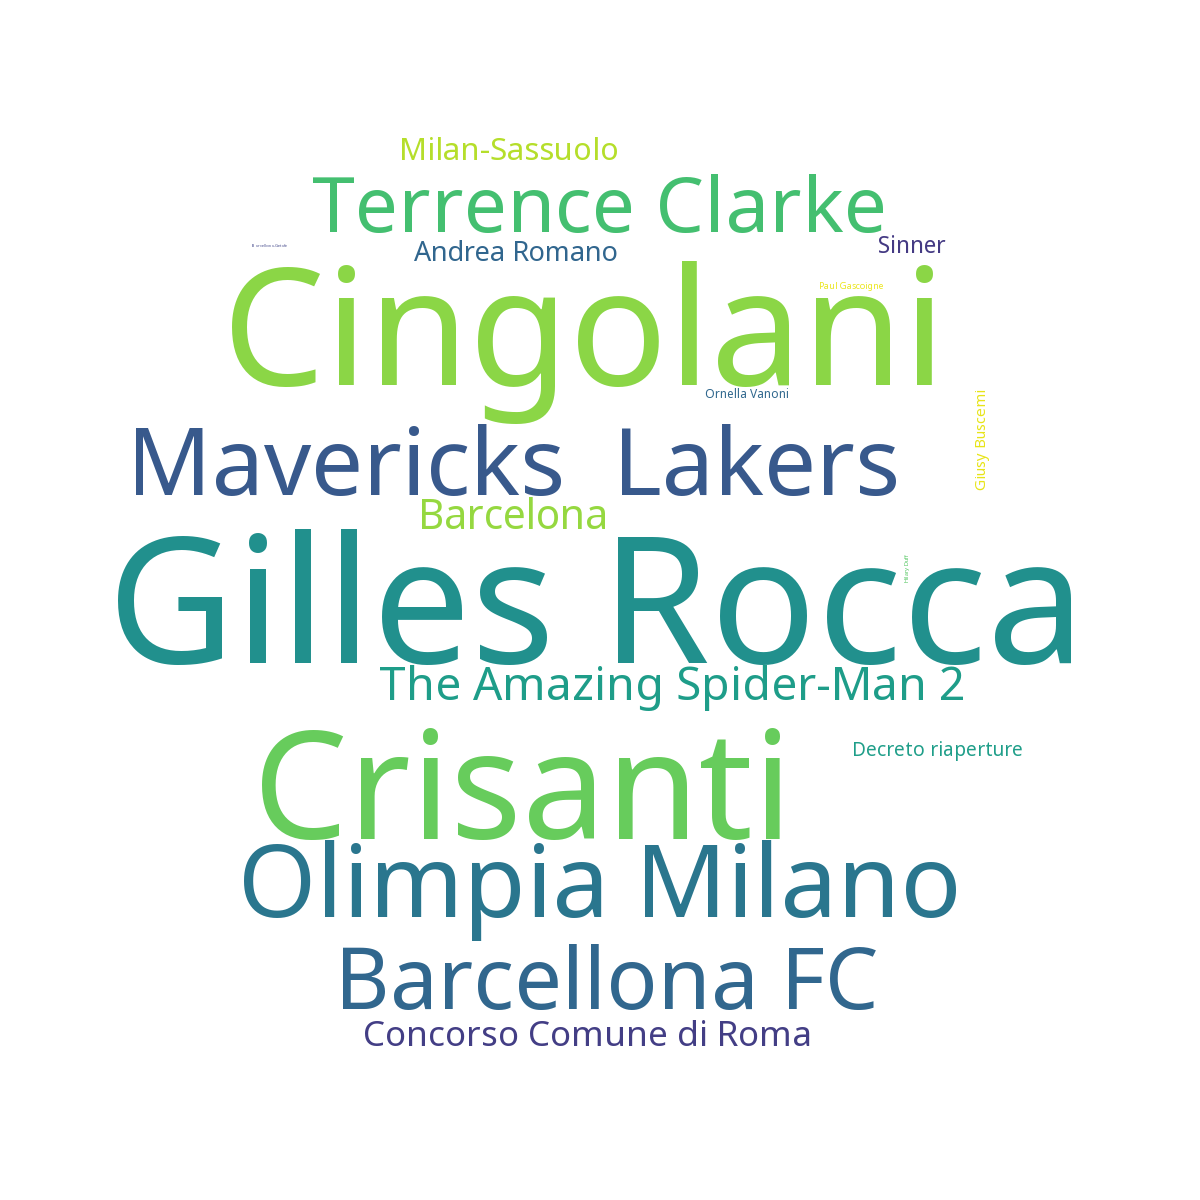 Milan-Sassuolo
Terrence Clarke
Sinner
Andrea Romano
Cingolani
Paul Gascoigne
Ornella Vanoni
Giusy Buscemi
Mavericks Lakers
Barcelona
Gilles Rocca
Hilary Duff
The Amazing Spider-Man 2
Crisanti
Decreto riaperture
Olimpia Milano
Barcellona FC
Concorso Comune di Roma